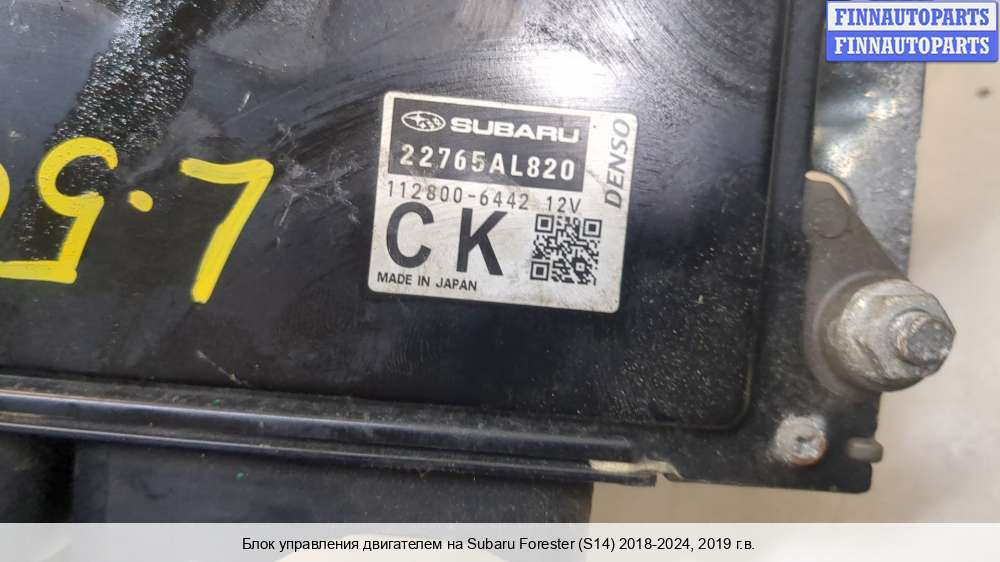 FINNAUTOPARTS
FINNAUTOPARTS
SUBARU
DENSO
22765AL820
112800-6442 12V
CK
MADE IN JAPAN
L.5
Блок управления двигателем на Subaru Forester (S14) 2018-2024, 2019 г.в.